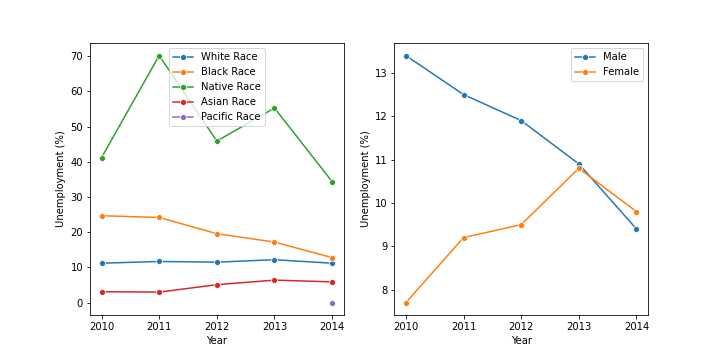 White Race
Black Race
Native Race
Asian Race
Pacific Race
70
60
50
40
30
20
10
0
Unemployment (%)
2010 2011 2012 2013 2014
Year
Male
Female
13
12
11
10
9
8
Unemployment (%)
2010 2011 2012 2013 2014
Year